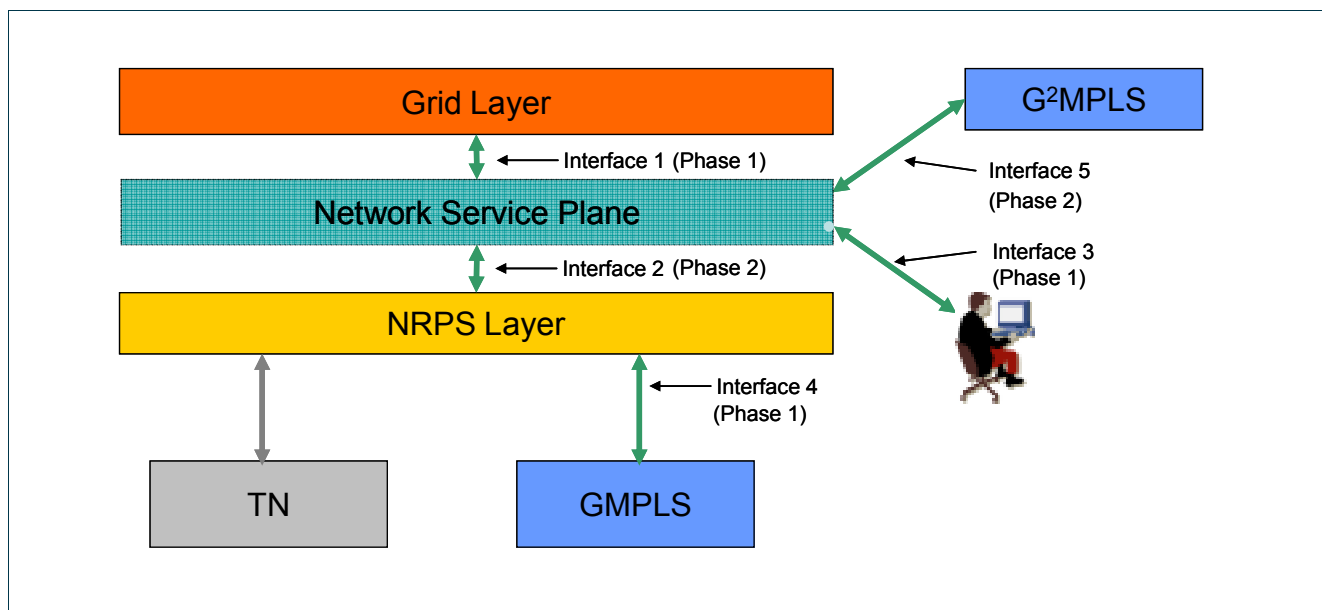 Grid Layer
G²MPLS
Interface 1 (Phase 1)
Interface 5
(Phase 2)
Network Service Plane
Interface 3
(Phase 1)
Interface 2 (Phase 2)
NRPS Layer
Interface 4
(Phase 1)
TN
GMPLS